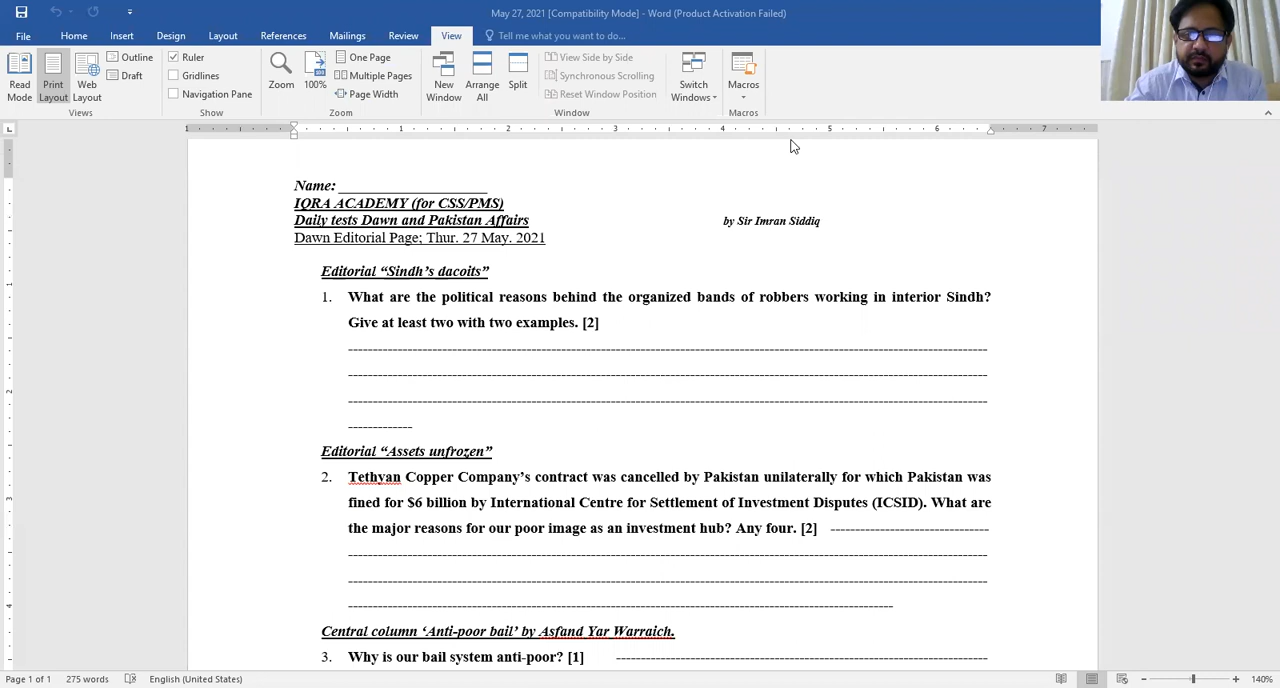 May 27, 2021 [Compatibility Mode] - Word (Product Activation Failed)
File Home Insert Design Layout References Mailings Review View Tell me what you want to do...
Read Mode
Print Layout
Web Layout
Outline
Draft
Views
Ruler
Gridlines
Navigation Pane
Show
Zoom
100%
One Page
Multiple Pages
Page Width
Zoom
New Window
Arrange All
Split
View Side by Side
Synchronous Scrolling
Reset Window Position
Window
Switch Windows
Macros
Macros
1 1 2 3 4 5 6 7
Name: ____________________
IQRA ACADEMY (for CSS/PMS)
Daily tests Dawn and Pakistan Affairs by Sir Imran Siddiq
Dawn Editorial Page; Thur. 27 May. 2021
Editorial “Sindh’s dacoits”
1. What are the political reasons behind the organized bands of robbers working in interior Sindh?
Give at least two with two examples. [2]
Editorial “Assets unfrozen”
2. Tethyan Copper Company’s contract was cancelled by Pakistan unilaterally for which Pakistan was
fined for $6 billion by International Centre for Settlement of Investment Disputes (ICSID). What are
the major reasons for our poor image as an investment hub? Any four. [2]
Central column ‘Anti-poor bail’ by Asfand Yar Warraich.
3. Why is our bail system anti-poor? [1]
Page 1 of 1 275 words English (United States) 140%